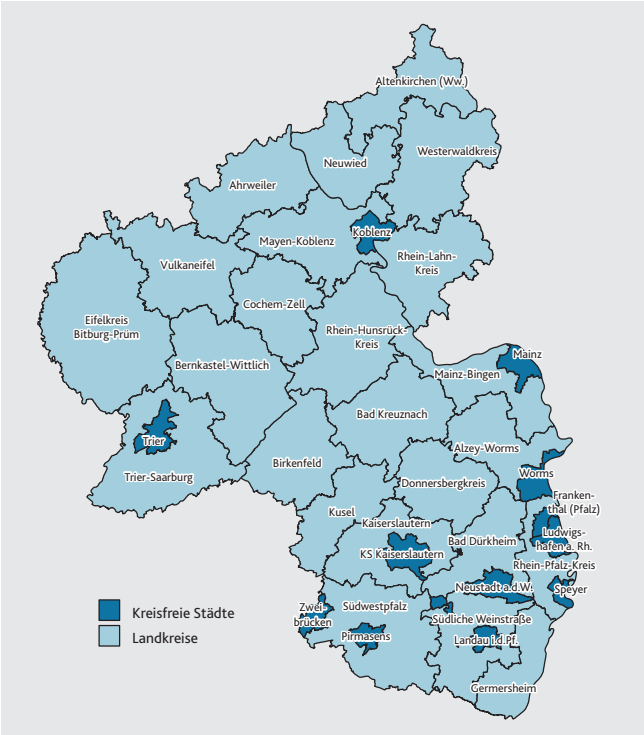 Altenkirchen (Ww.)
Westerwaldkreis
Neuwied
Ahrweiler
Koblenz
Mayen-Koblenz
Rhein-Lahn-
Kreis
Vulkaneifel
Cochem-Zell
Eifelkreis
Bitburg-Prüm
Rhein-Hunsrück-
Kreis
Mainz
Bernkastel-Wittlich
Mainz-Bingen
Bad Kreuznach
Trier
Alzey-Worms
Birkenfeld
Trier-Saarburg
Worms
Donnersbergkreis
Franken-
thal (Pfalz)
Kusel
Kaiserslautern
Ludwigs-
hafen a. Rh.
Bad Dürkheim
KS Kaiserslautern
Rhein-Pfalz-Kreis
Neustadt a.d.W.
Speyer
Zwei-
brücken
Südwestpfalz
Südliche Weinstraße
Pirmasens
Landau i.d.Pf.
Germersheim
Kreisfreie Städte
Landkreise